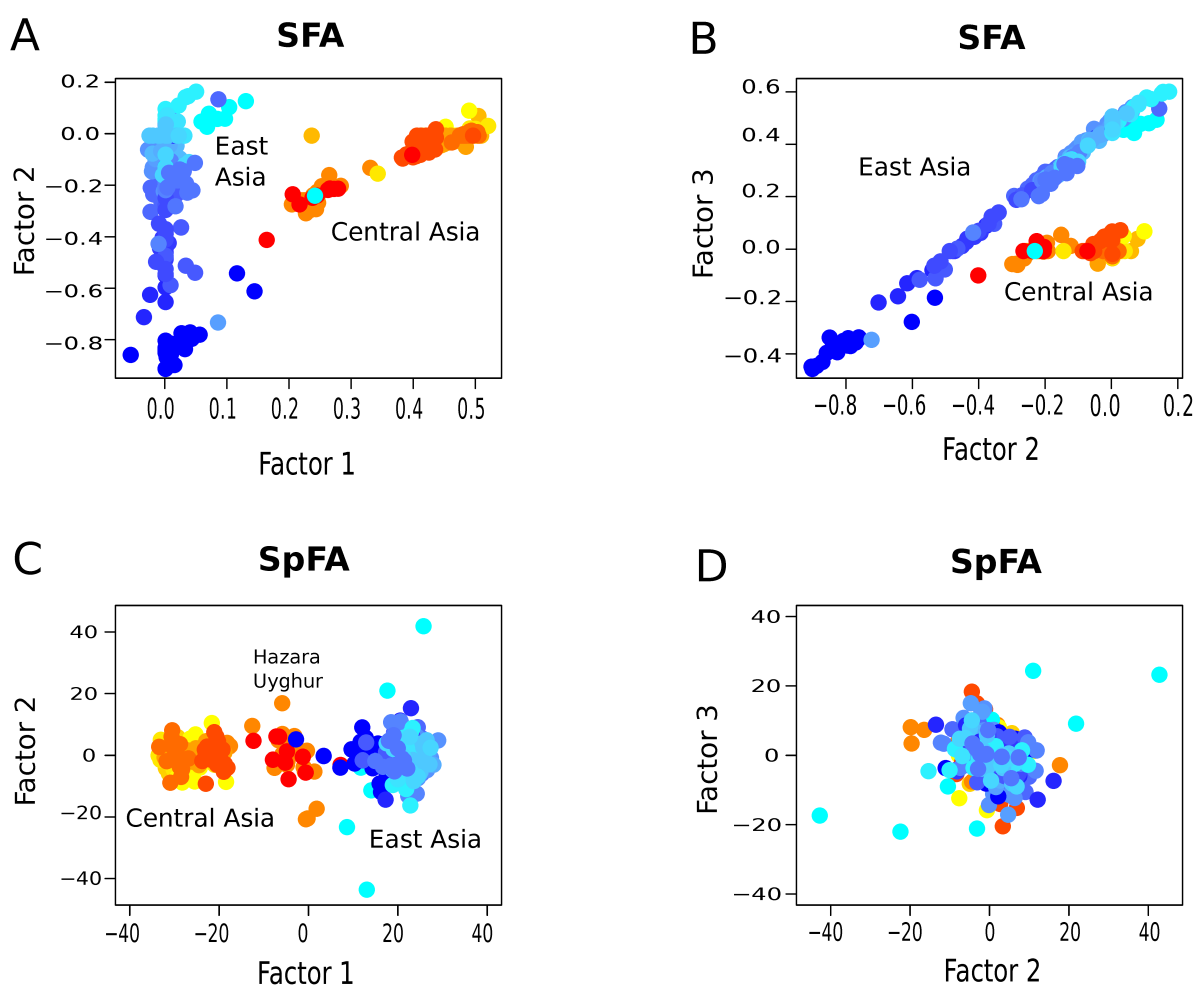 A
SFA
0.2
0.0
−0.2
−0.4
−0.6
−0.8
Factor 2
East
Asia
Central Asia
0.0 0.1 0.2 0.3 0.4 0.5
Factor 1
B
SFA
0.6
0.4
0.2
0.0
−0.2
−0.4
Factor 3
East Asia
Central Asia
−0.8 −0.6 −0.4 −0.2 0.0 0.2
Factor 2
C
SpFA
40
20
0
−20
−40
Factor 2
Hazara
Uyghur
Central Asia
East Asia
−40 −20 0 20 40
Factor 1
D
SpFA
40
20
0
−20
−40
Factor 3
−40 −20 0 20 40
Factor 2